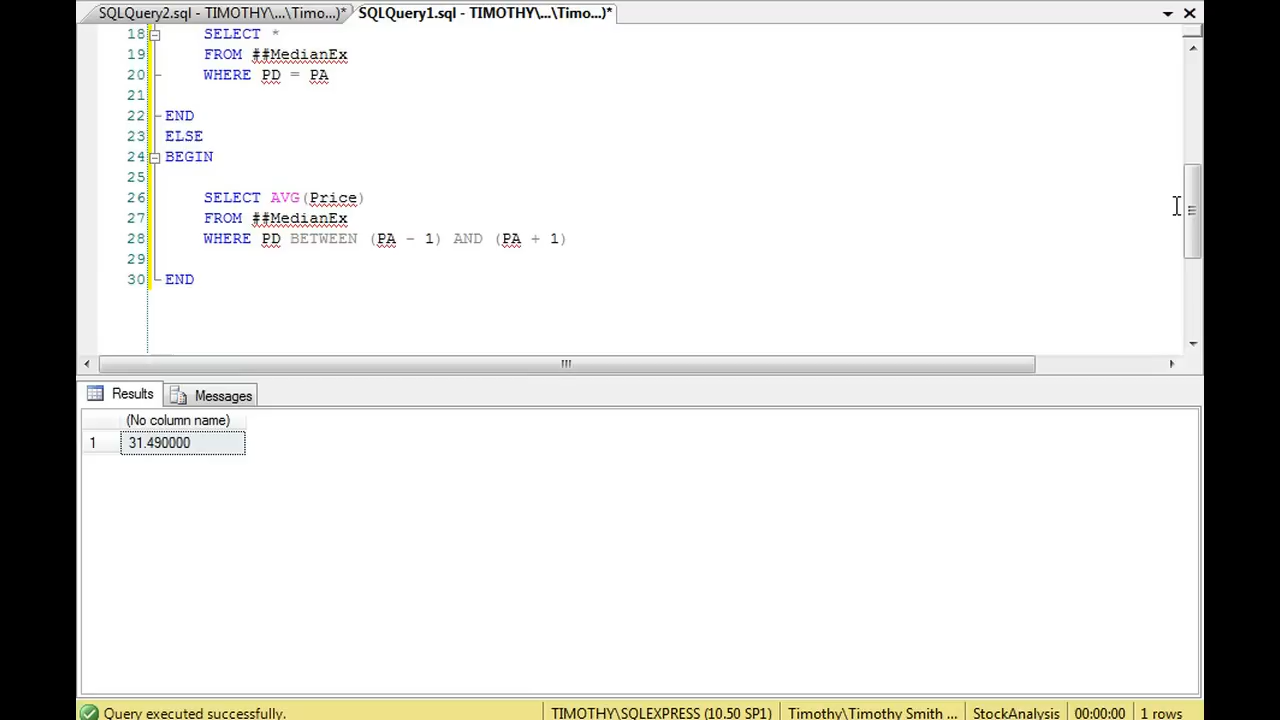 SQLQuery2.sql - TIMOTHY\...\Timo...)* SQLQuery1.sql - TIMOTHY\...\Timo...)*
18 SELECT *
19 FROM ##MedianEx
20 WHERE PD = PA
21
22 END
23 ELSE
24 BEGIN
25
26 SELECT AVG(Price)
27 FROM ##MedianEx
28 WHERE PD BETWEEN (PA - 1) AND (PA + 1)
29
30 END
Results Messages
(No column name)
1 31.490000
Query executed successfully. TIMOTHY\SQLEXPRESS (10.50 SP1) Timothy\Timothy Smith ... StockAnalysis 00:00:00 1 rows